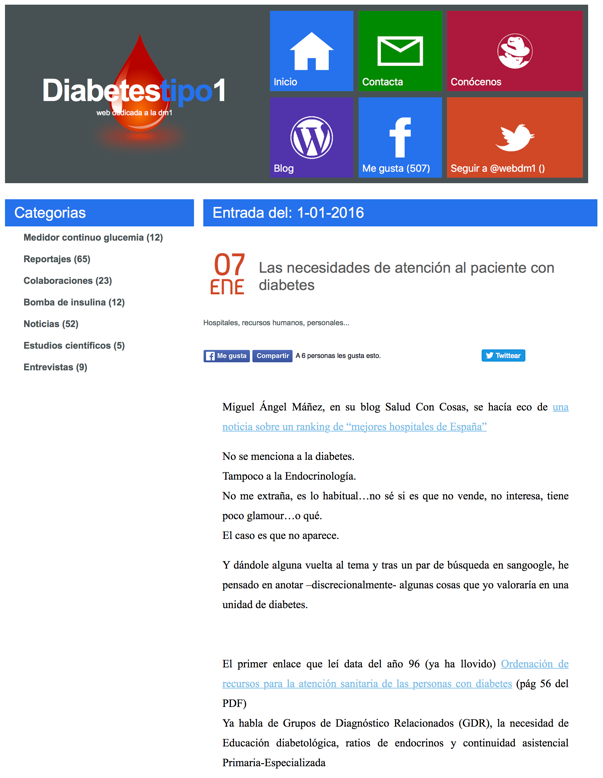 Diabetestipo1
web dedicada a la dm1
Inicio
Contacta
Conócenos
Blog
Me gusta (507)
Seguir a @webdm1 ()
Categorias
Medidor continuo glucemia (12)
Reportajes (65)
Colaboraciones (23)
Bomba de insulina (12)
Noticias (52)
Estudios científicos (5)
Entrevistas (9)
Entrada del: 1-01-2016
07
ENE
Las necesidades de atención al paciente con
diabetes
Hospitales, recursos humanos, personales...
Me gusta Compartir A 6 personas les gusta esto.
Twittear
Miguel Ángel Máñez, en su blog Salud Con Cosas, se hacía eco de una
noticia sobre un ranking de “mejores hospitales de España”
No se menciona a la diabetes.
Tampoco a la Endocrinología.
No me extraña, es lo habitual…no sé si es que no vende, no interesa, tiene
poco glamour…o qué.
El caso es que no aparece.
Y dándole alguna vuelta al tema y tras un par de búsqueda en sangoogle, he
pensado en anotar –discrecionalmente- algunas cosas que yo valoraría en una
unidad de diabetes.
El primer enlace que leí data del año 96 (ya ha llovido) Ordenación de
recursos para la atención sanitaria de las personas con diabetes (pág 56 del
PDF)
Ya habla de Grupos de Diagnóstico Relacionados (GDR), la necesidad de
Educación diabetológica, ratios de endocrinos y continuidad asistencial
Primaria-Especializada